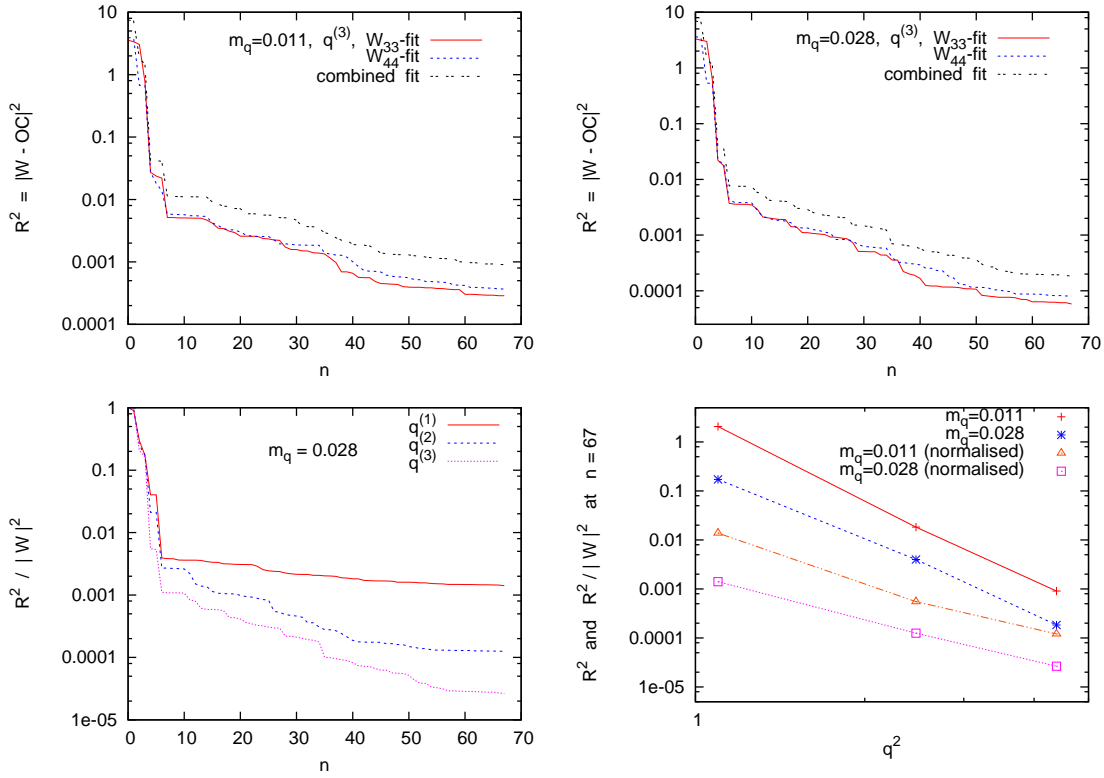 10
1
0.1
0.01
0.001
0.0001
0 10 20 30 40 50 60 70
n
R² = |W - OC|²
m_q=0.011, q⁽³⁾, W₃₃-fit
W₄₄-fit
combined fit
10
1
0.1
0.01
0.001
0.0001
0 10 20 30 40 50 60 70
n
R² = |W - OC|²
m_q=0.028, q⁽³⁾, W₃₃-fit
W₄₄-fit
combined fit
1
0.1
0.01
0.001
0.0001
1e-05
0 10 20 30 40 50 60 70
n
R² / | W |²
m_q = 0.028
q⁽¹⁾
q⁽²⁾
q⁽³⁾
1
0.1
0.01
0.001
0.0001
1e-05
1
q²
R² and R² / | W |² at n = 67
m_q=0.011
m_q=0.028
m_q=0.011 (normalised)
m_q=0.028 (normalised)